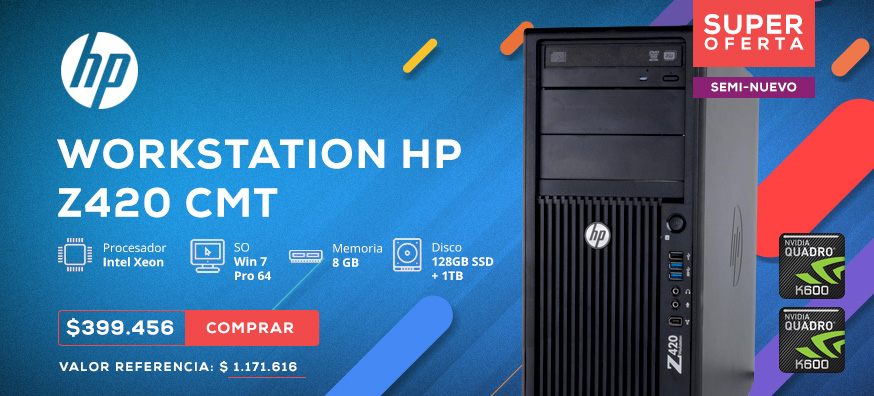 hp
SUPER
OFERTA
SEMI-NUEVO
WORKSTATION HP
Z420 CMT
Procesador
Intel Xeon
SO
Win 7
Pro 64
Memoria
8 GB
Disco
128GB SSD
+ 1TB
$399.456
COMPRAR
VALOR REFERENCIA: $ 1.171.616
hp
Z420
NVIDIA
QUADRO
K600
NVIDIA
QUADRO
K600